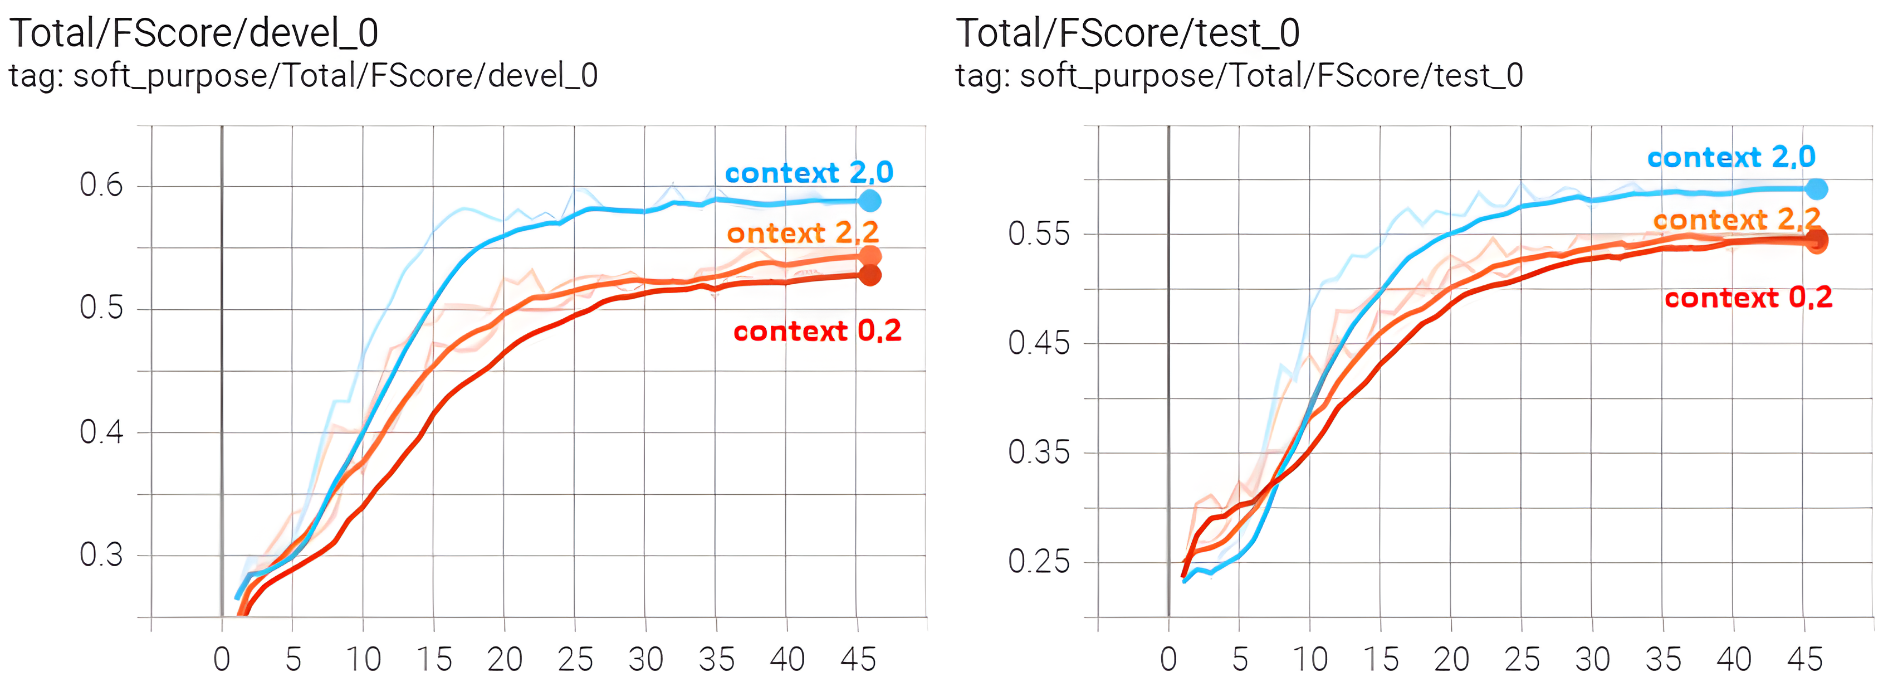 Total/FScore/devel_0
tag: soft_purpose/Total/FScore/devel_0
0.6
0.5
0.4
0.3
context 2,0
ontext 2,2
context 0,2
0 5 10 15 20 25 30 35 40 45
Total/FScore/test_0
tag: soft_purpose/Total/FScore/test_0
0.55
0.45
0.35
0.25
context 2,0
context 2,2
context 0,2
0 5 10 15 20 25 30 35 40 45